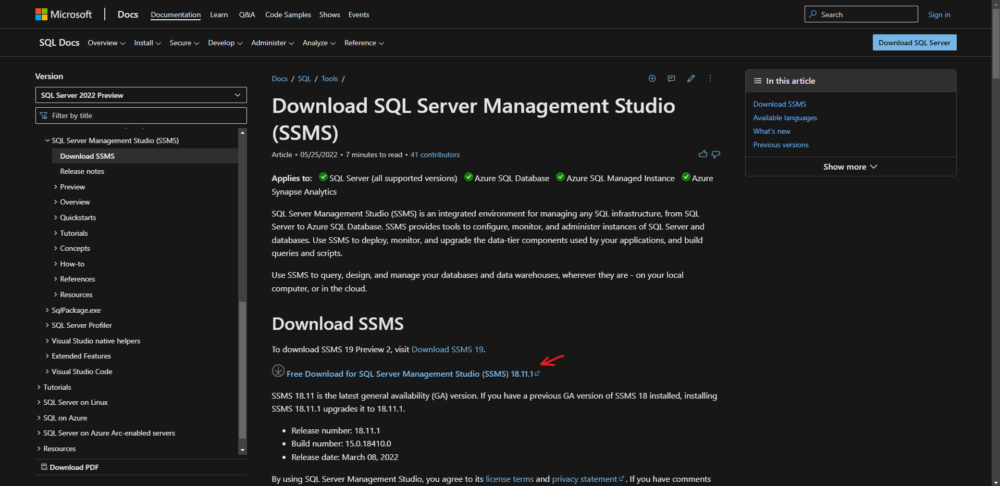 Microsoft
Docs
Documentation
Learn
Q&A
Code Samples
Shows
Events
Search
Sign in
SQL Docs
Overview
Install
Secure
Develop
Administer
Analyze
Reference
Download SQL Server
Version
SQL Server 2022 Preview
Filter by title
SQL Server Management Studio (SSMS)
Download SSMS
Release notes
Preview
Overview
Quickstarts
Tutorials
Concepts
How-to
References
Resources
SqlPackage.exe
SQL Server Profiler
Visual Studio native helpers
Extended Features
Visual Studio Code
Tutorials
SQL Server on Linux
SQL on Azure
SQL Server on Azure Arc-enabled servers
Resources
Download PDF
Docs / SQL / Tools /
Download SQL Server Management Studio
(SSMS)
Article • 05/25/2022 • 7 minutes to read • 41 contributors
Applies to: SQL Server (all supported versions) Azure SQL Database Azure SQL Managed Instance Azure
Synapse Analytics
SQL Server Management Studio (SSMS) is an integrated environment for managing any SQL infrastructure, from SQL
Server to Azure SQL Database. SSMS provides tools to configure, monitor, and administer instances of SQL Server and
databases. Use SSMS to deploy, monitor, and upgrade the data-tier components used by your applications, and build
queries and scripts.
Use SSMS to query, design, and manage your databases and data warehouses, wherever they are - on your local
computer, or in the cloud.
Download SSMS
To download SSMS 19 Preview 2, visit Download SSMS 19.
Free Download for SQL Server Management Studio (SSMS) 18.11.1
SSMS 18.11 is the latest general availability (GA) version. If you have a previous GA version of SSMS 18 installed, installing
SSMS 18.11.1 upgrades it to 18.11.1.
• Release number: 18.11.1
• Build number: 15.0.18410.0
• Release date: March 08, 2022
By using SQL Server Management Studio, you agree to its license terms and privacy statement. If you have comments
In this article
Download SSMS
Available languages
What's new
Previous versions
Show more